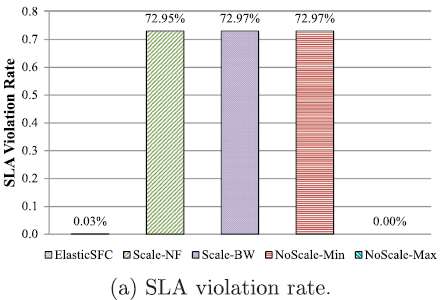 0.8
72.95% 72.97% 72.97%
0.7
0.6
0.5
0.4
0.3
0.2
0.1
0.03% 0.00%
0.0
SLA Violation Rate
ElasticSFC Scale-NF Scale-BW NoScale-Min NoScale-Max
(a) SLA violation rate.